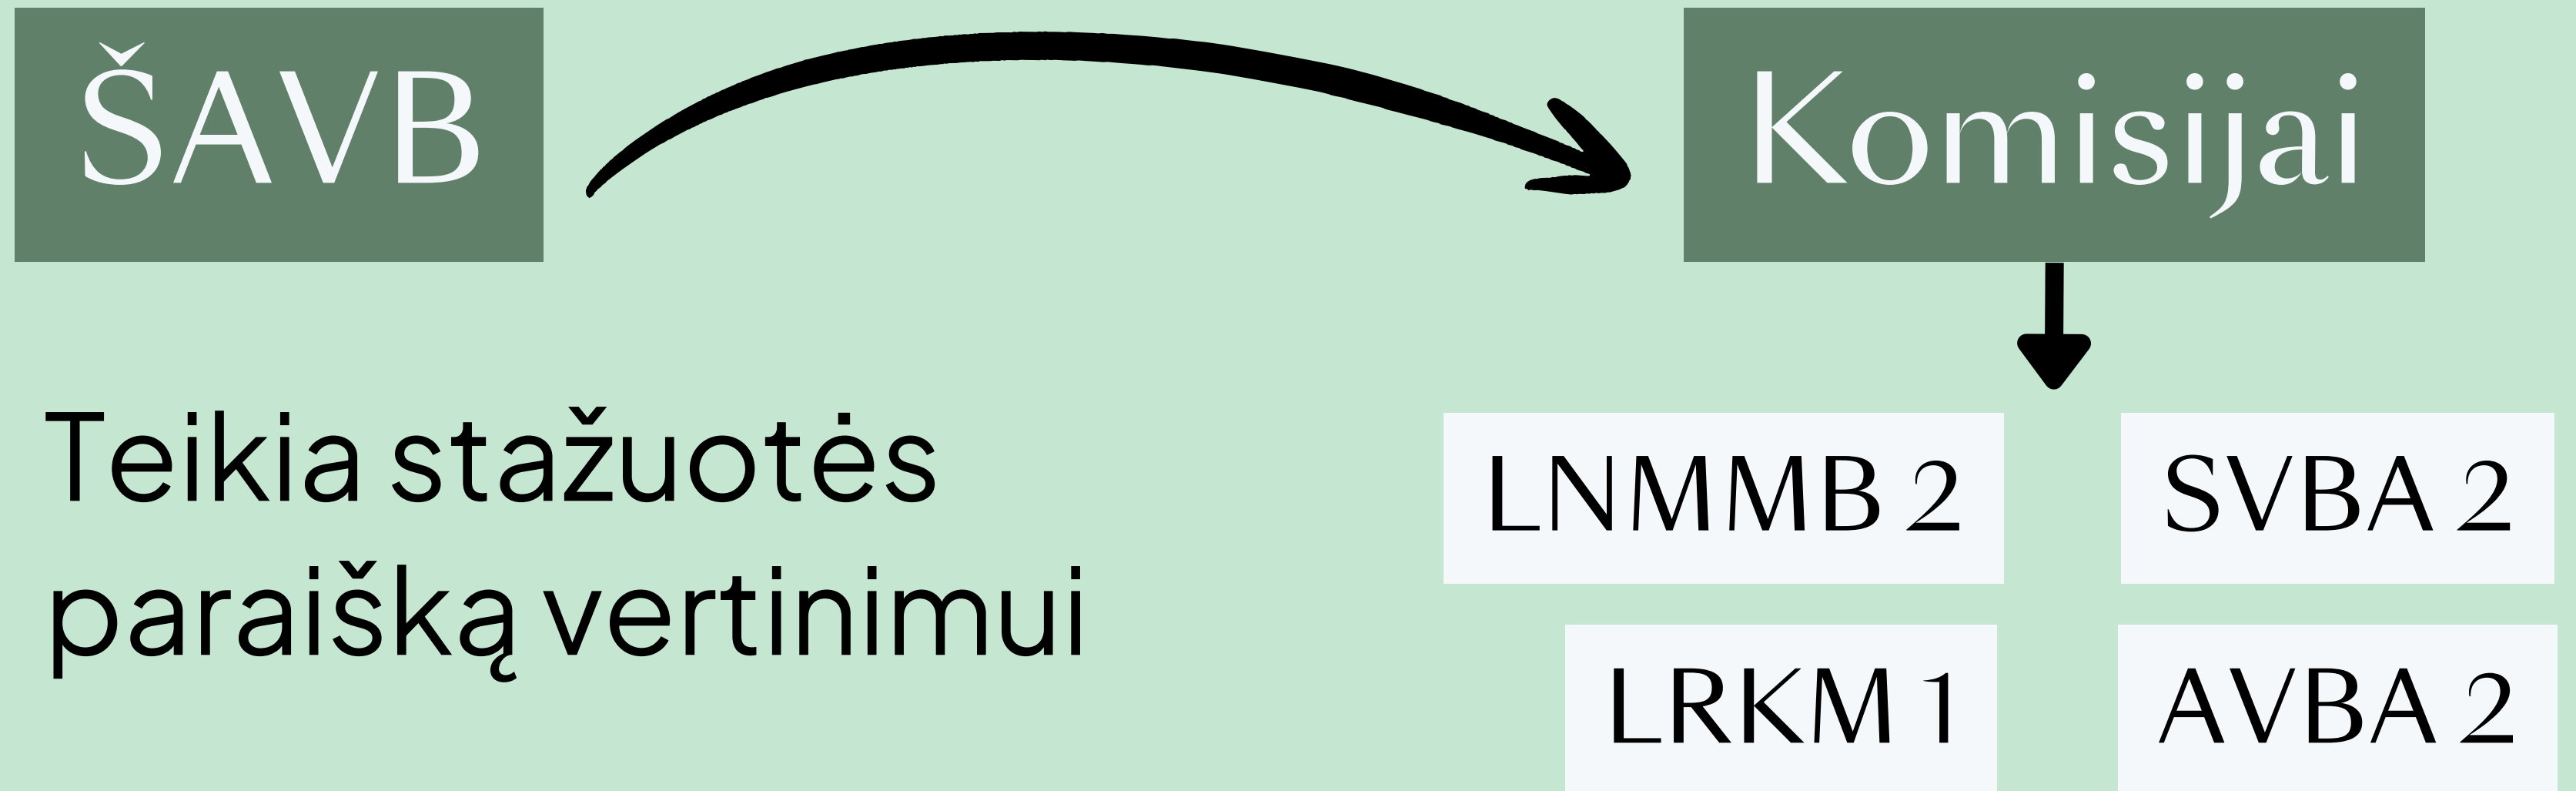 ŠAVB
Komisijai
Teikia stažuotės
paraišką vertinimui
LNMMB 2
SVBA 2
LRKM 1
AVBA 2